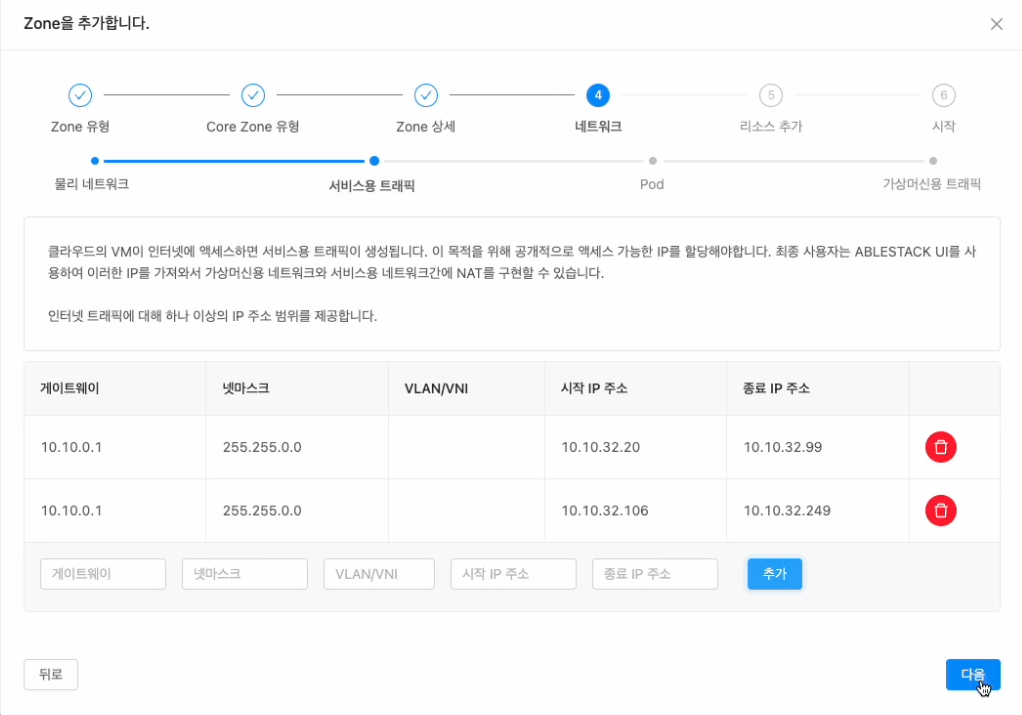 Zone을 추가합니다.
4 5 6
Zone 유형 Core Zone 유형 Zone 상세 네트워크 리소스 추가 시작
물리 네트워크 서비스용 트래픽 Pod 가상머신용 트래픽
클라우드의 VM이 인터넷에 액세스하면 서비스용 트래픽이 생성됩니다. 이 목적을 위해 공개적으로 액세스 가능한 IP를 할당해야합니다. 최종 사용자는 ABLESTACK UI를 사
용하여 이러한 IP를 가져와서 가상머신용 네트워크와 서비스용 네트워크간에 NAT를 구현할 수 있습니다.
인터넷 트래픽에 대해 하나 이상의 IP 주소 범위를 제공합니다.
게이트웨이 넷마스크 VLAN/VNI 시작 IP 주소 종료 IP 주소
10.10.0.1 255.255.0.0 10.10.32.20 10.10.32.99
10.10.0.1 255.255.0.0 10.10.32.106 10.10.32.249
게이트웨이 넷마스크 VLAN/VNI 시작 IP 주소 종료 IP 주소 추가
뒤로 다음